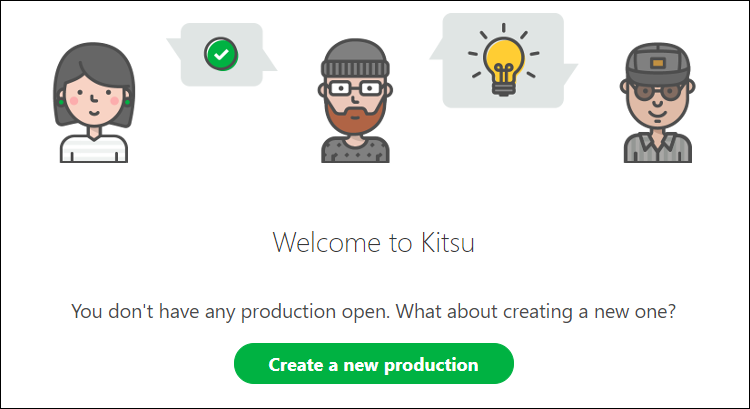 Welcome to Kitsu
You don't have any production open. What about creating a new one?
Create a new production